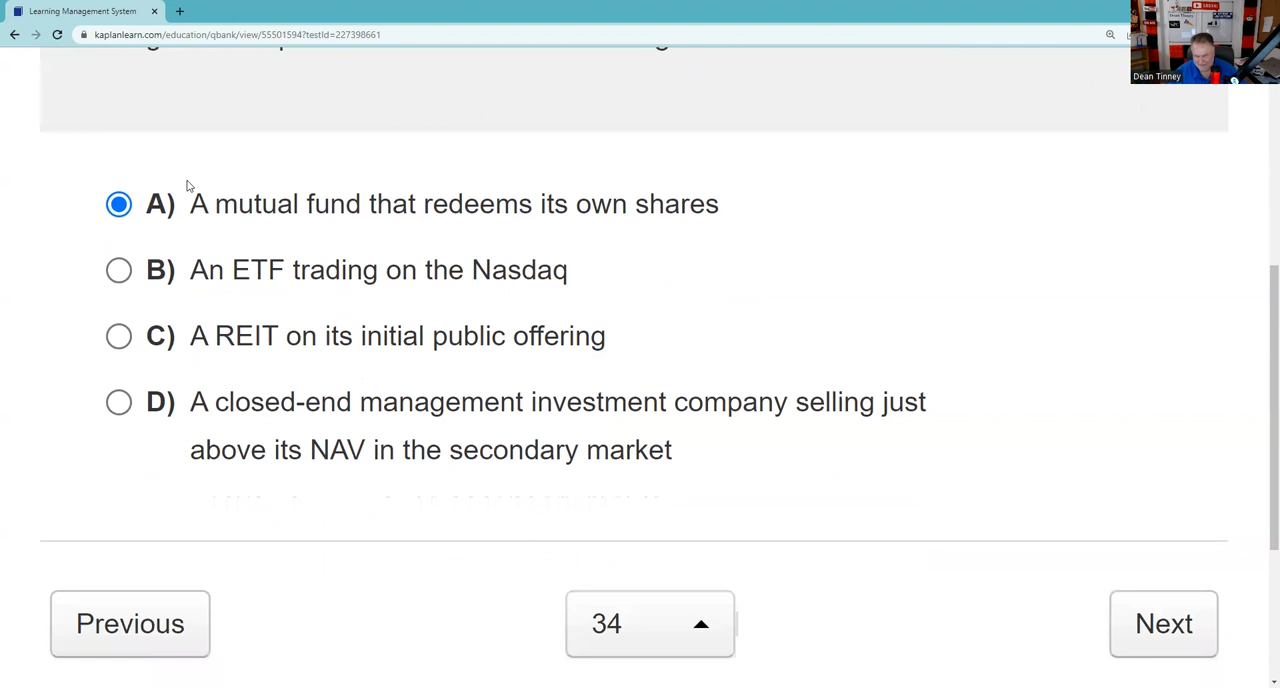 Learning Management System
kaplanlearn.com/education/qbank/view/55501594?testId=227398661
Dean Tinney
A) A mutual fund that redeems its own shares
B) An ETF trading on the Nasdaq
C) A REIT on its initial public offering
D) A closed-end management investment company selling just
above its NAV in the secondary market
Previous
34
Next